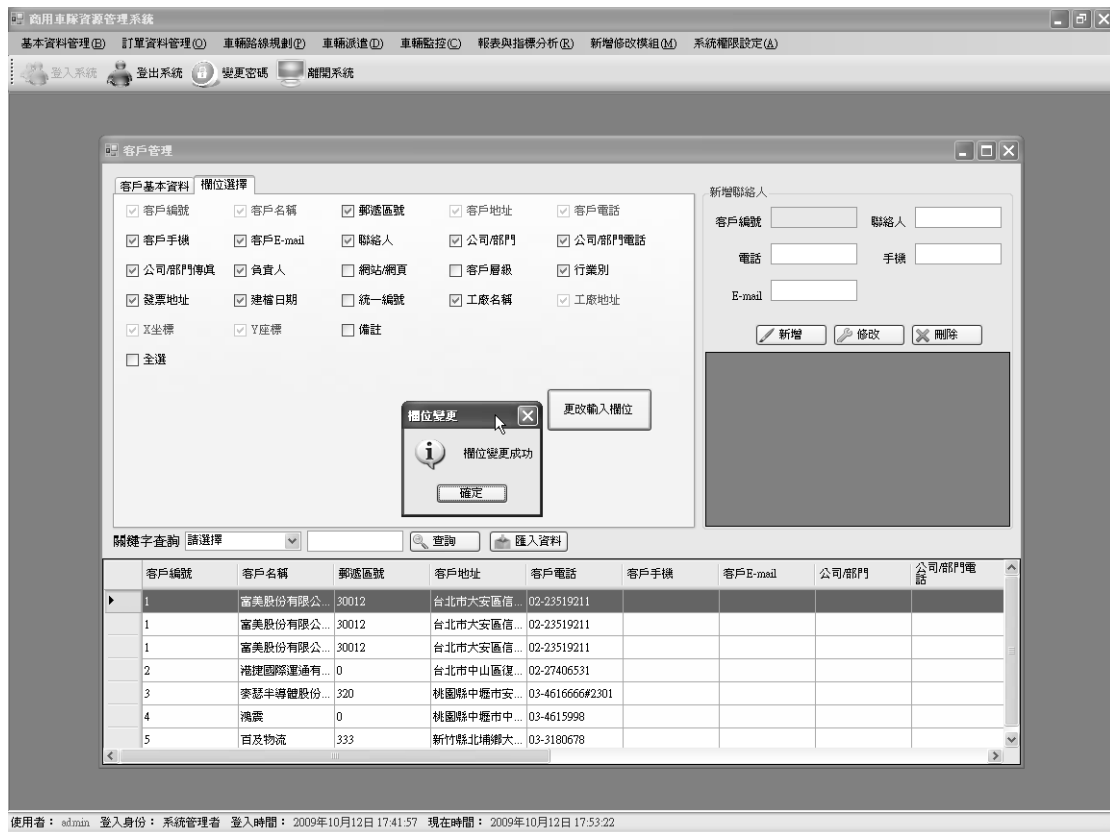 商用車隊資源管理系統
基本資料管理(B) 訂單資料管理(O) 車輛路線規劃(P) 車輛派遣(D) 車輛監控(C) 報表與指標分析(R) 新增修改模組(M) 系統權限設定(A)
登入系統 登出系統 變更密碼 離開系統
客戶管理
客戶基本資料 欄位選擇
客戶編號 客戶名稱 郵遞區號 客戶地址 客戶電話
客戶手機 客戶E-mail 聯絡人 公司/部門 公司/部門電話
公司/部門傳真 負責人 網站/網頁 客戶層級 行業別
發票地址 建檔日期 統一編號 工廠名稱 工廠地址
X坐標 Y座標 備註
全選
更改輸入欄位
新增聯絡人
客戶編號 聯絡人
電話 手機
E-mail
新增 修改 刪除
欄位變更
欄位變更成功
確定
關鍵字查詢 請選擇 查詢 匯入資料
客戶編號 客戶名稱 郵遞區號 客戶地址 客戶電話 客戶手機 客戶E-mail 公司/部門 公司/部門電話
1 富美股份有限公... 30012 台北市大安區信... 02-23519211
1 富美股份有限公... 30012 台北市大安區信... 02-23519211
1 富美股份有限公... 30012 台北市大安區信... 02-23519211
2 港捷國際運通有... 0 台北市中山區復... 02-27406531
3 麥瑟半導體股份... 320 桃園縣中壢市安... 03-4616666#2301
4 鴻震 0 桃園縣中壢市中... 03-4615998
5 百及物流 333 新竹縣北埔鄉大... 03-3180678
使用者： admin 登入身份： 系統管理者 登入時間： 2009年10月12日 17:41:57 現在時間： 2009年10月12日 17:53:22